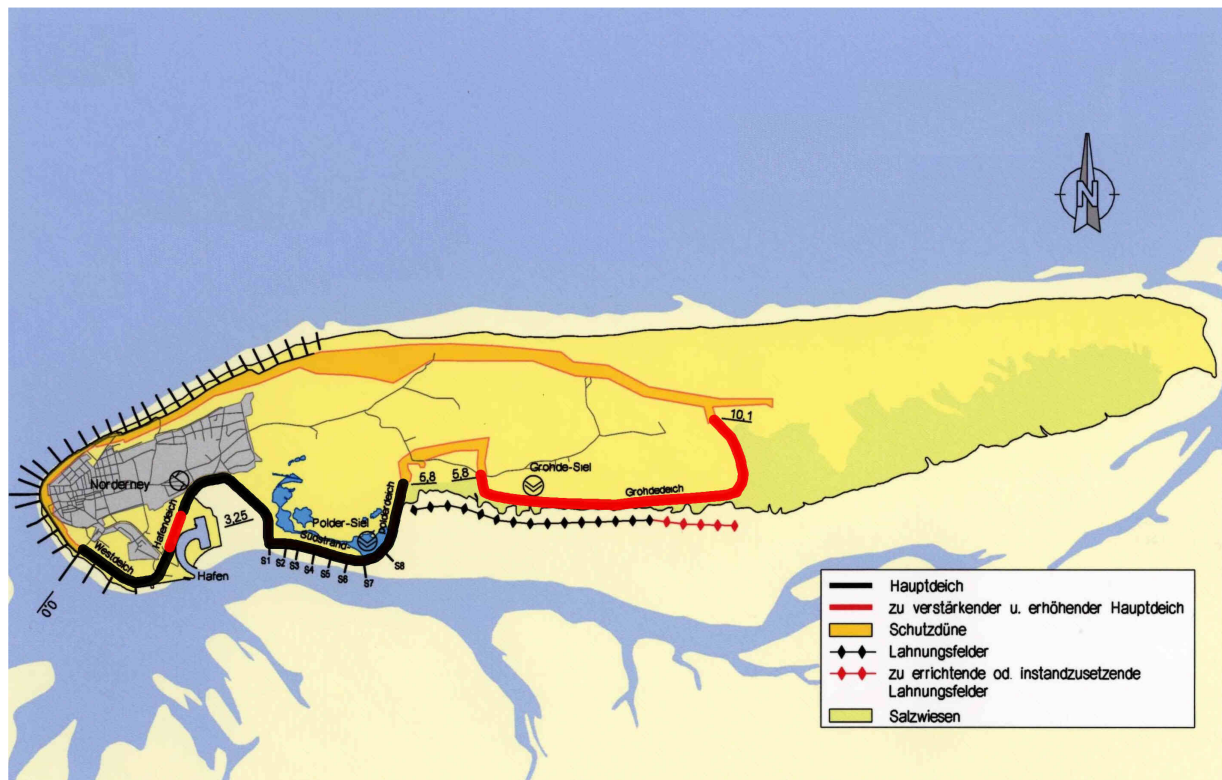 N
10,1
Norderney
Hafendeich
3,25
Westdeich
Hafen
0,0
Polder-Siel
Südstrand-
Polderdeich
5,8
5,8
Grohde-Siel
Grohdedeich
S1
S2
S3
S4
S5
S6
S7
S8
Hauptdeich
zu verstärkender u. erhöhender Hauptdeich
Schutzdüne
Lahnungsfelder
zu errichtende od. instandzusetzende
Lahnungsfelder
Salzwiesen